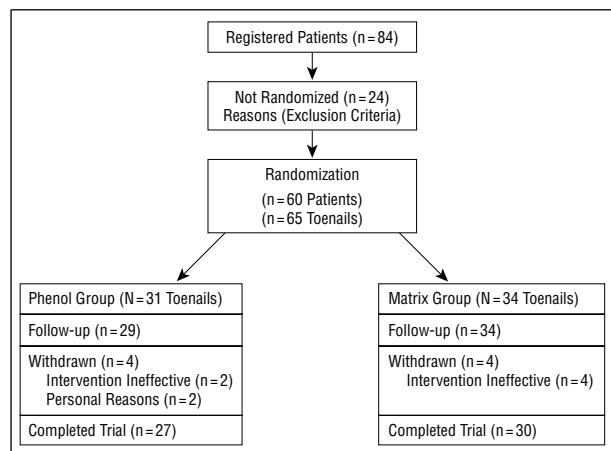 Registered Patients (n=84)
Not Randomized (n=24)
Reasons (Exclusion Criteria)
Randomization
(n=60 Patients)
(n=65 Toenails)
Phenol Group (N=31 Toenails)
Follow-up (n=29)
Withdrawn (n=4)
Intervention Ineffective (n=2)
Personal Reasons (n=2)
Completed Trial (n=27)
Matrix Group (N=34 Toenails)
Follow-up (n=34)
Withdrawn (n=4)
Intervention Ineffective (n=4)
Completed Trial (n=30)